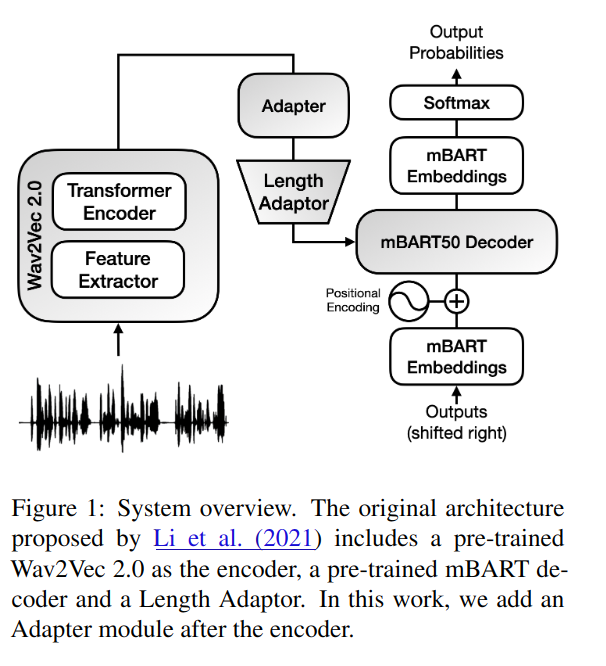 Output
Probabilities
Softmax
mBART
Embeddings
mBART50 Decoder
Positional
Encoding
mBART
Embeddings
Outputs
(shifted right)
Adapter
Length
Adaptor
Wav2Vec 2.0
Transformer
Encoder
Feature
Extractor
Figure 1: System overview. The original architecture
proposed by Li et al. (2021) includes a pre-trained
Wav2Vec 2.0 as the encoder, a pre-trained mBART de-
coder and a Length Adaptor. In this work, we add an
Adapter module after the encoder.